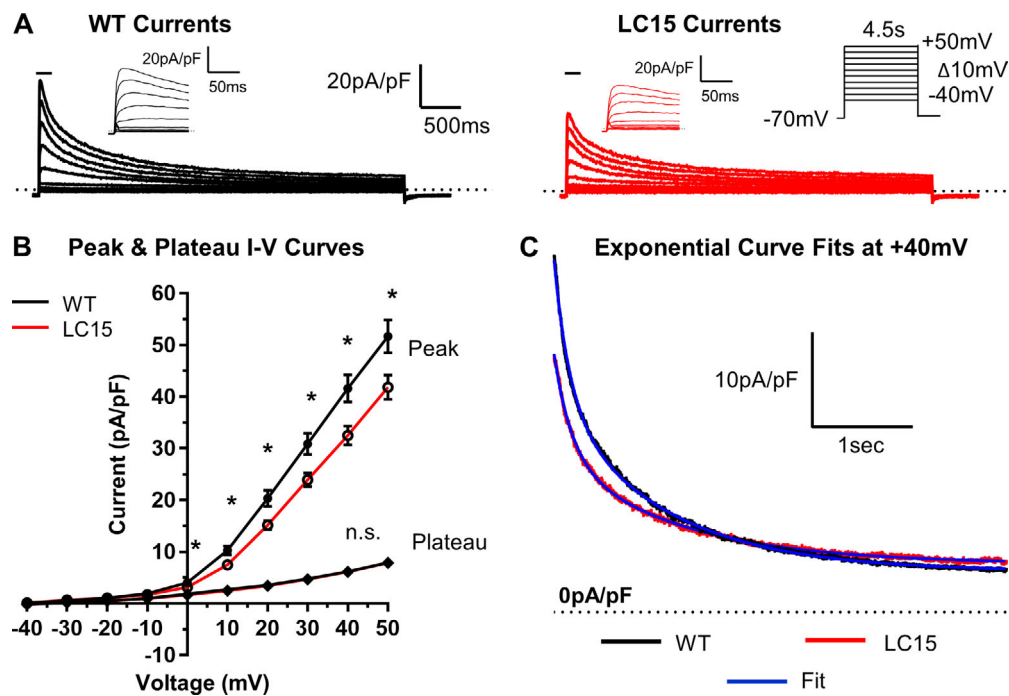 A
WT Currents
20pA/pF
50ms
20pA/pF
500ms
LC15 Currents
20pA/pF
50ms
4.5s
+50mV
Δ10mV
-40mV
-70mV
B
Peak & Plateau I-V Curves
WT
LC15
Current (pA/pF)
60
50
40
30
20
10
-10
* * * * * *
Peak
n.s.
Plateau
-40 -30 -20 -10 10 20 30 40 50
Voltage (mV)
C
Exponential Curve Fits at +40mV
10pA/pF
1sec
0pA/pF
WT
LC15
Fit